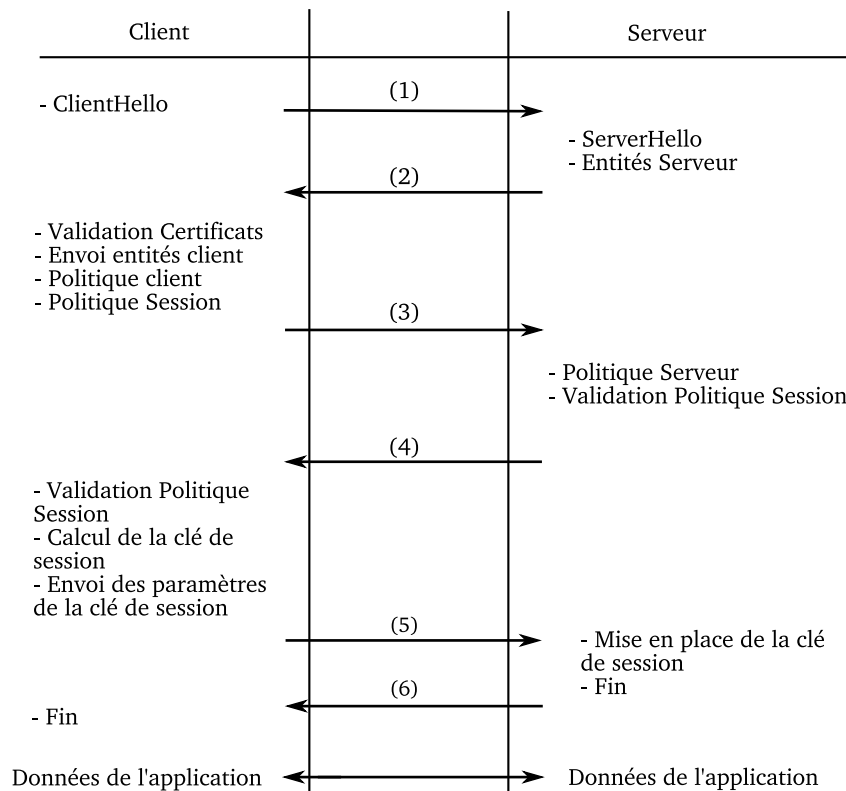 Client
Serveur
- ClientHello
(1)
- ServerHello
- Entités Serveur
(2)
- Validation Certificats
- Envoi entités client
- Politique client
- Politique Session
(3)
- Politique Serveur
- Validation Politique Session
(4)
- Validation Politique
Session
- Calcul de la clé de
session
- Envoi des paramètres
de la clé de session
(5)
- Mise en place de la clé
de session
- Fin
(6)
- Fin
Données de l'application
Données de l'application